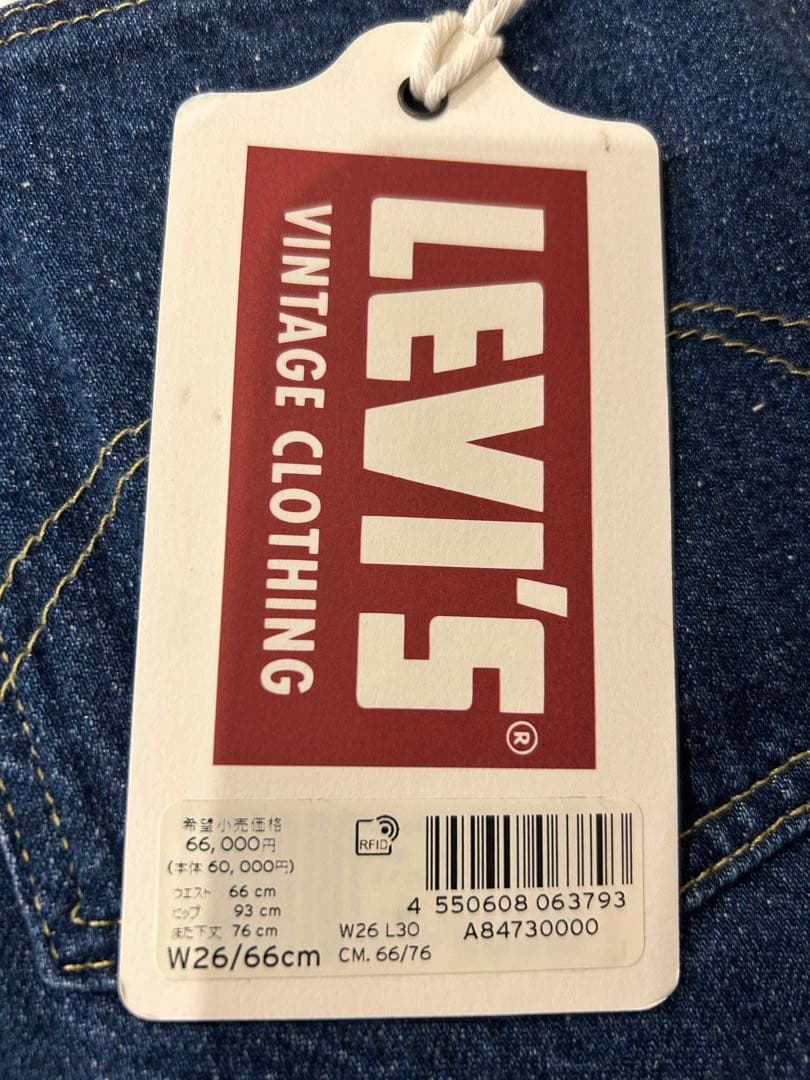 LEVI'S®
VINTAGE CLOTHING
希望小売価格
66,000円
(本体 60,000円)
ウエスト 66 cm
ヒップ 93 cm
また下丈 76 cm
W26/66cm
RFID
W26 L30
CM. 66/76
4 550608 063793
A84730000